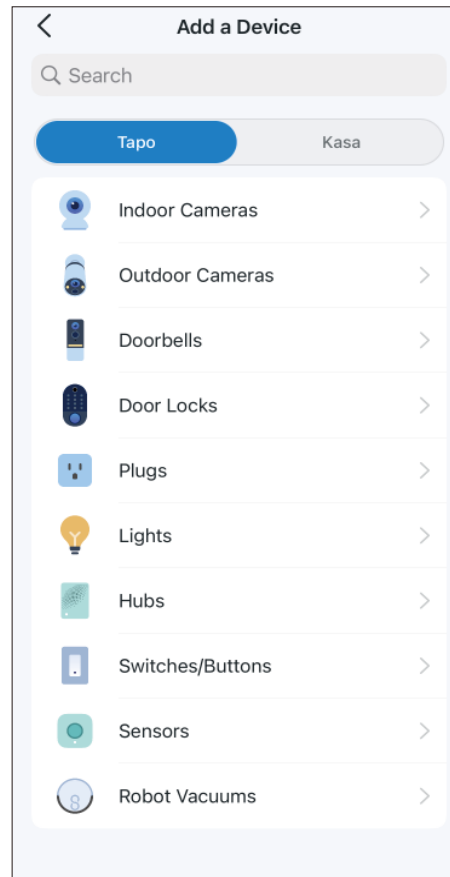 Add a Device
Search
Tapo Kasa
Indoor Cameras
Outdoor Cameras
Doorbells
Door Locks
Plugs
Lights
Hubs
Switches/Buttons
Sensors
Robot Vacuums